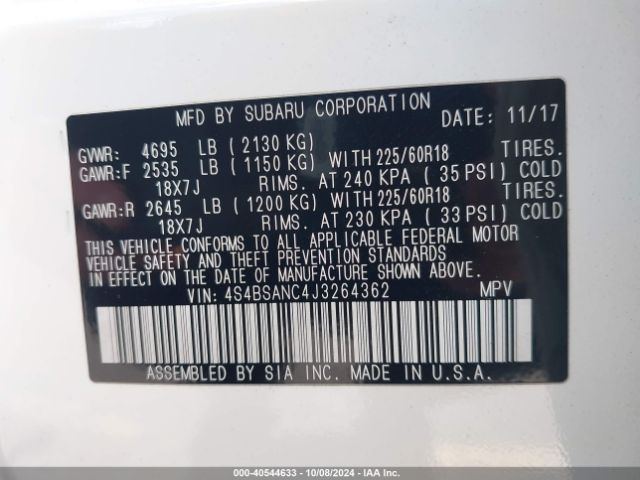 MFD BY SUBARU CORPORATION DATE: 11/17
GVWR: 4695 LB ( 2130 KG)
GAWR:F 2535 LB ( 1150 KG) WITH 225/60R18 TIRES.
18X7J RIMS. AT 240 KPA ( 35 PSI) COLD
GAWR:R 2645 LB ( 1200 KG) WITH 225/60R18 TIRES.
18X7J RIMS. AT 230 KPA ( 33 PSI) COLD
THIS VEHICLE CONFORMS TO ALL APPLICABLE FEDERAL MOTOR
VEHICLE SAFETY AND THEFT PREVENTION STANDARDS
IN EFFECT ON THE DATE OF MANUFACTURE SHOWN ABOVE.
VIN: 4S4BSANC4J3264362 MPV
ASSEMBLED BY SIA INC. MADE IN U.S.A.
000-40544633 - 10/08/2024 - IAA Inc.